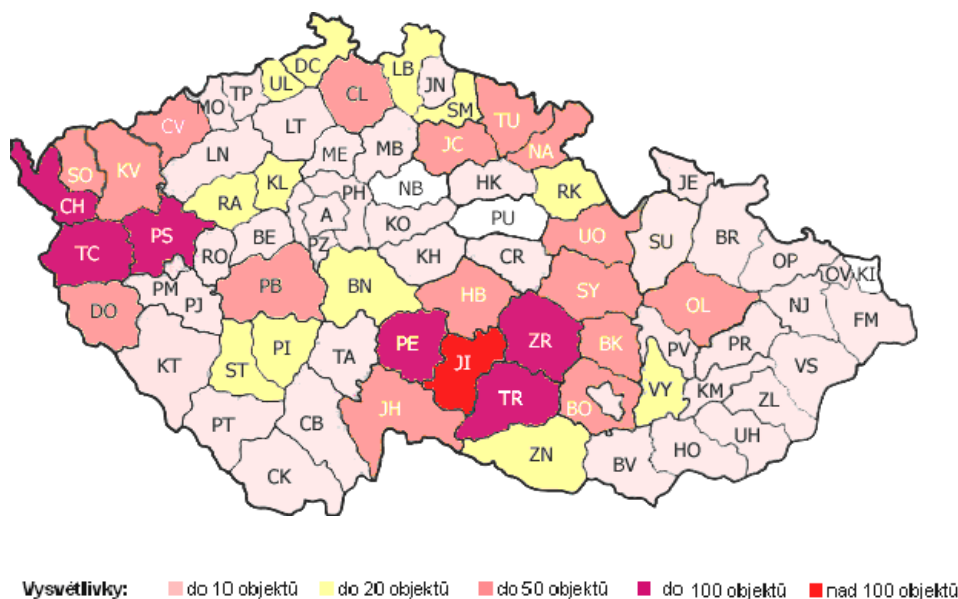 DC
LB
UL
JN
TP
CL
MO
SM
TU
CV
LT
JC
NA
ME
MB
LN
SO
KV
KL
NB
HK
RK
JE
PH
RA
CH
A
KO
PU
UO
SU
BR
PS
BE
PZ
TC
RO
KH
CR
OP
OV
KI
PM
PB
BN
HB
SY
OL
NJ
PJ
DO
FM
PE
ZR
BK
PV
PR
KT
ST
PI
TA
JI
VS
VY
KM
TR
ZL
JH
BO
PT
CB
UH
ZN
HO
BV
CK
Vysvětlivky: do 10 objektů do 20 objektů do 50 objektů do 100 objektů nad 100 objektů